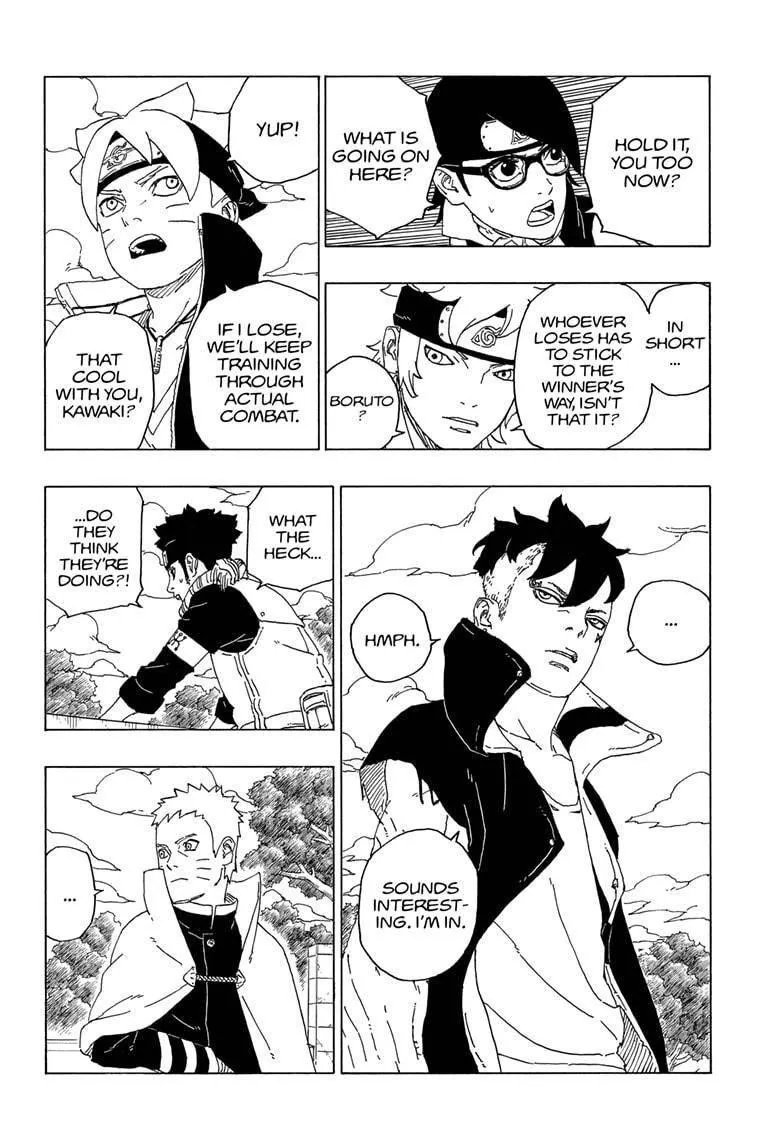 HOLD IT,
YOU TOO
NOW?
WHAT IS
GOING ON
HERE?
IN
SHORT
...
WHOEVER
LOSES HAS
TO STICK
TO THE
WINNER'S
WAY, ISN'T
THAT IT?
BORUTO
?
YUP!
IF I LOSE,
WE'LL KEEP
TRAINING
THROUGH
ACTUAL
COMBAT.
THAT
COOL
WITH YOU,
KAWAKI?
...
HMPH.
SOUNDS
INTEREST-
ING. I'M IN.
WHAT
THE
HECK...
...DO
THEY
THINK
THEY'RE
DOING?!
...